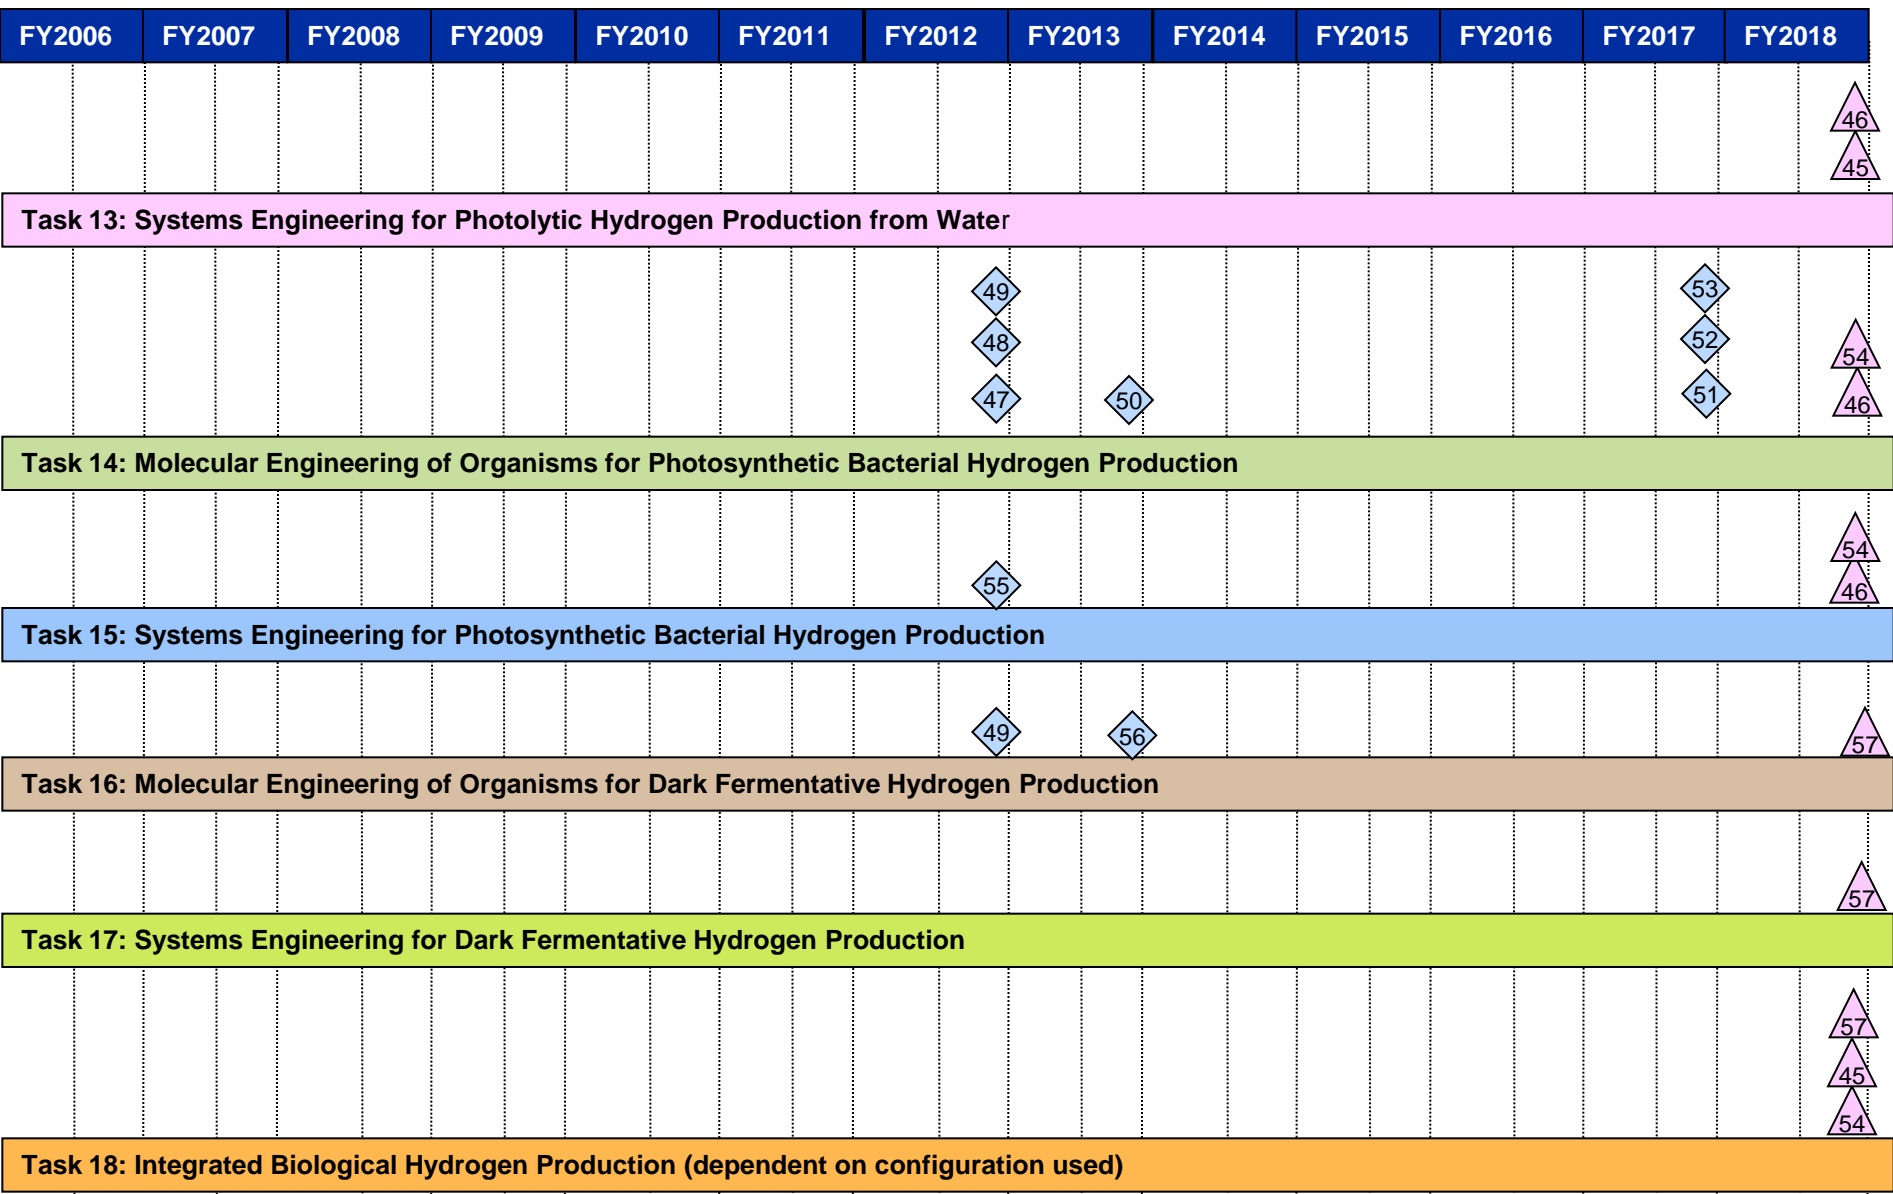 FY2006 FY2007 FY2008 FY2009 FY2010 FY2011 FY2012 FY2013 FY2014 FY2015 FY2016 FY2017 FY2018
46
45
Task 13: Systems Engineering for Photolytic Hydrogen Production from Water
49 53
48 52 54
47 50 51 46
Task 14: Molecular Engineering of Organisms for Photosynthetic Bacterial Hydrogen Production
54
55 46
Task 15: Systems Engineering for Photosynthetic Bacterial Hydrogen Production
49 56 57
Task 16: Molecular Engineering of Organisms for Dark Fermentative Hydrogen Production
57
Task 17: Systems Engineering for Dark Fermentative Hydrogen Production
57
45
54
Task 18: Integrated Biological Hydrogen Production (dependent on configuration used)